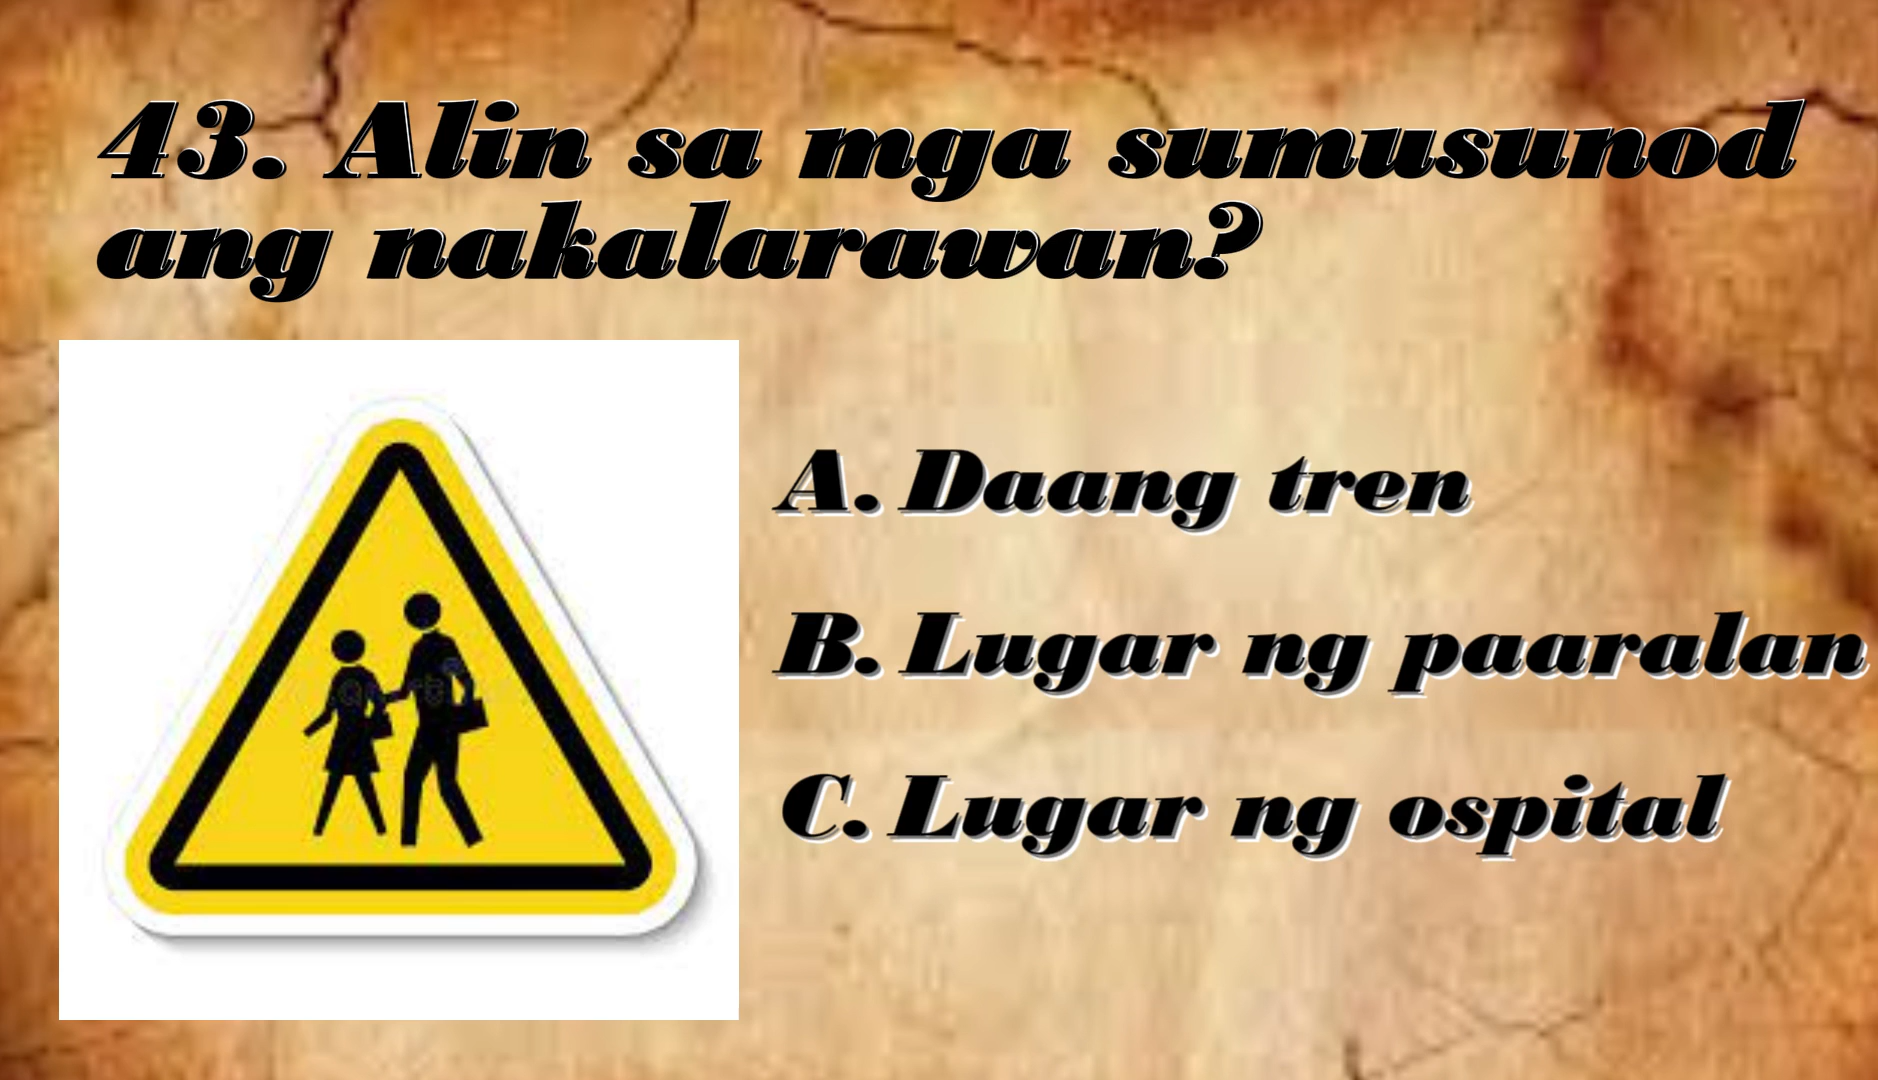 43. Alin sa mga sumusunod
ang nakalarawan?
A. Daang tren
B. Lugar ng paaralan
C. Lugar ng ospital